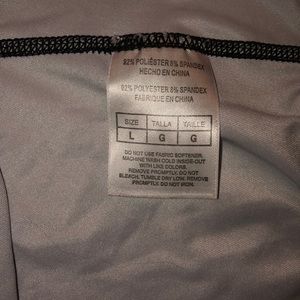 92% POLIÉSTER 8% SPANDEX
HECHO EN CHINA
92% POLYESTER 8% SPANDEX
FABRIQUE EN CHINA
SIZE TALLA TAILLE
L G G
DO NOT USE FABRIC SOFTENER.
MACHINE WASH COLD INSIDE-OUT
WITH LIKE COLORS.
REMOVE PROMPTLY. DO NOT
BLEACH. TUMBLE DRY LOW. REMOVE
PROMPTLY. DO NOT IRON.